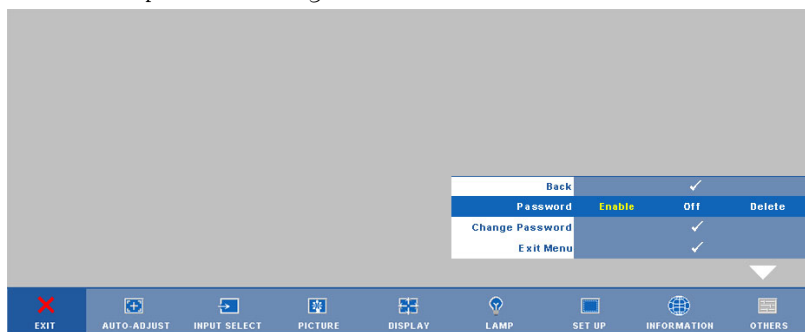 Back
Password Enable Off Delete
Change Password
Exit Menu
EXIT AUTO-ADJUST INPUT SELECT PICTURE DISPLAY LAMP SET UP INFORMATION OTHERS